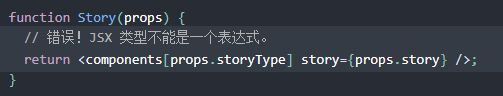 function Story(props) {
  // 错误！JSX 类型不能是一个表达式。
  return <components[props.storyType] story={props.story} />;
}